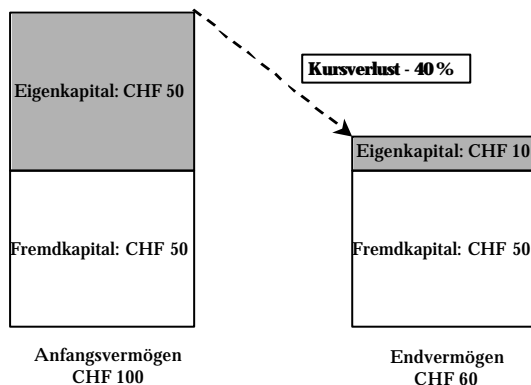 Eigenkapital: CHF 50
Kursverlust - 40 %
Eigenkapital: CHF 10
Fremdkapital: CHF 50
Fremdkapital: CHF 50
Anfangsvermögen
CHF 100
Endvermögen
CHF 60